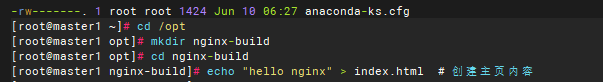 -rw-------. 1 root root 1424 Jun 10 06:27 anaconda-ks.cfg
[root@master1 ~]# cd /opt
[root@master1 opt]# mkdir nginx-build
[root@master1 opt]# cd nginx-build
[root@master1 nginx-build]# echo "hello nginx" > index.html  # 创建主页内容